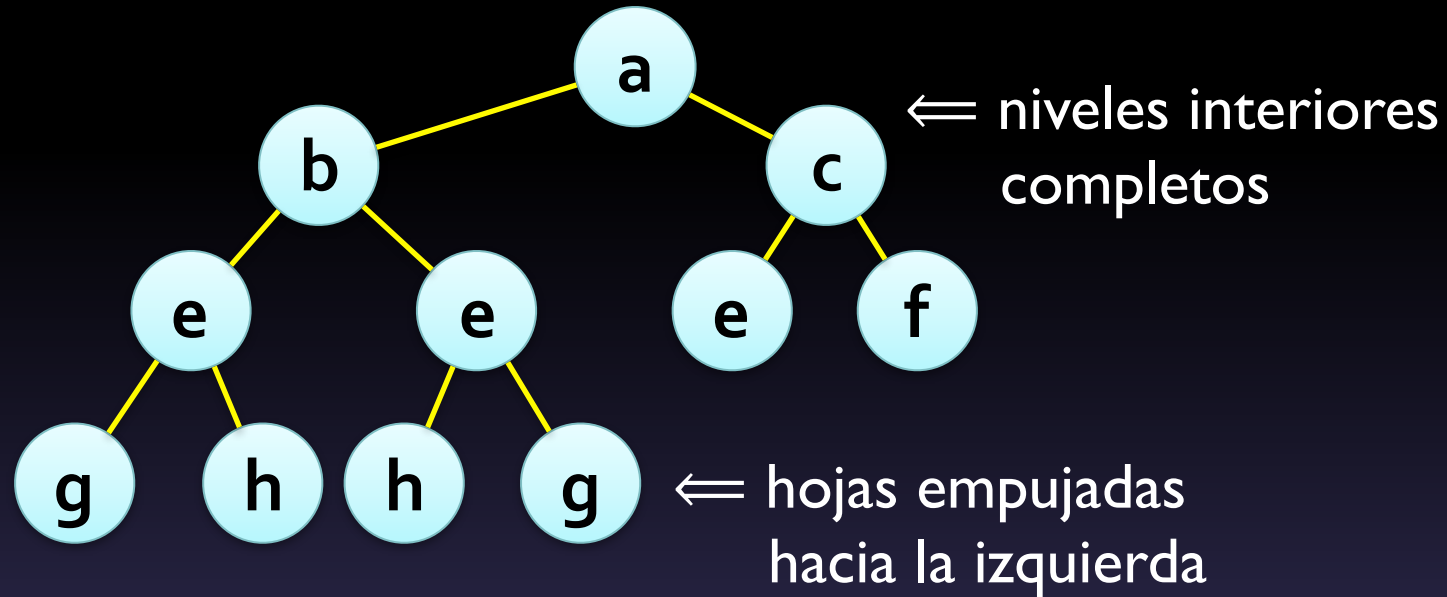 a
b
c
⟸ niveles interiores
completos
e
e
e
f
g
h
h
g
⟸ hojas empujadas
hacia la izquierda